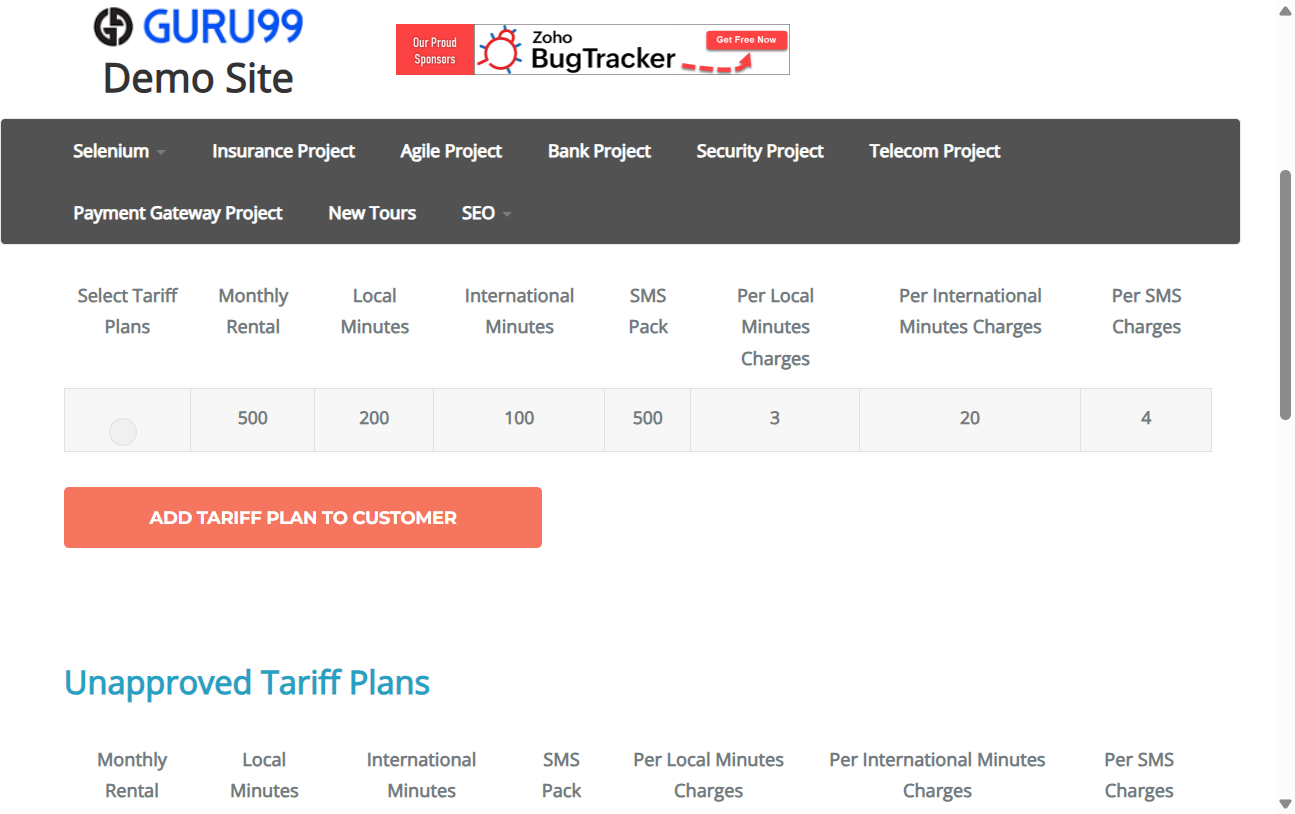 GURU99
Demo Site
Our Proud
Sponsors
Zoho
BugTracker
Get Free Now
Selenium Insurance Project Agile Project Bank Project Security Project Telecom Project
Payment Gateway Project New Tours SEO
Select Tariff Monthly Local International SMS Per Local Per International Per SMS
Plans Rental Minutes Minutes Pack Minutes Minutes Charges Charges
Charges
500 200 100 500 3 20 4
ADD TARIFF PLAN TO CUSTOMER
Unapproved Tariff Plans
Monthly Local International SMS Per Local Minutes Per International Minutes Per SMS
Rental Minutes Minutes Pack Charges Charges Charges